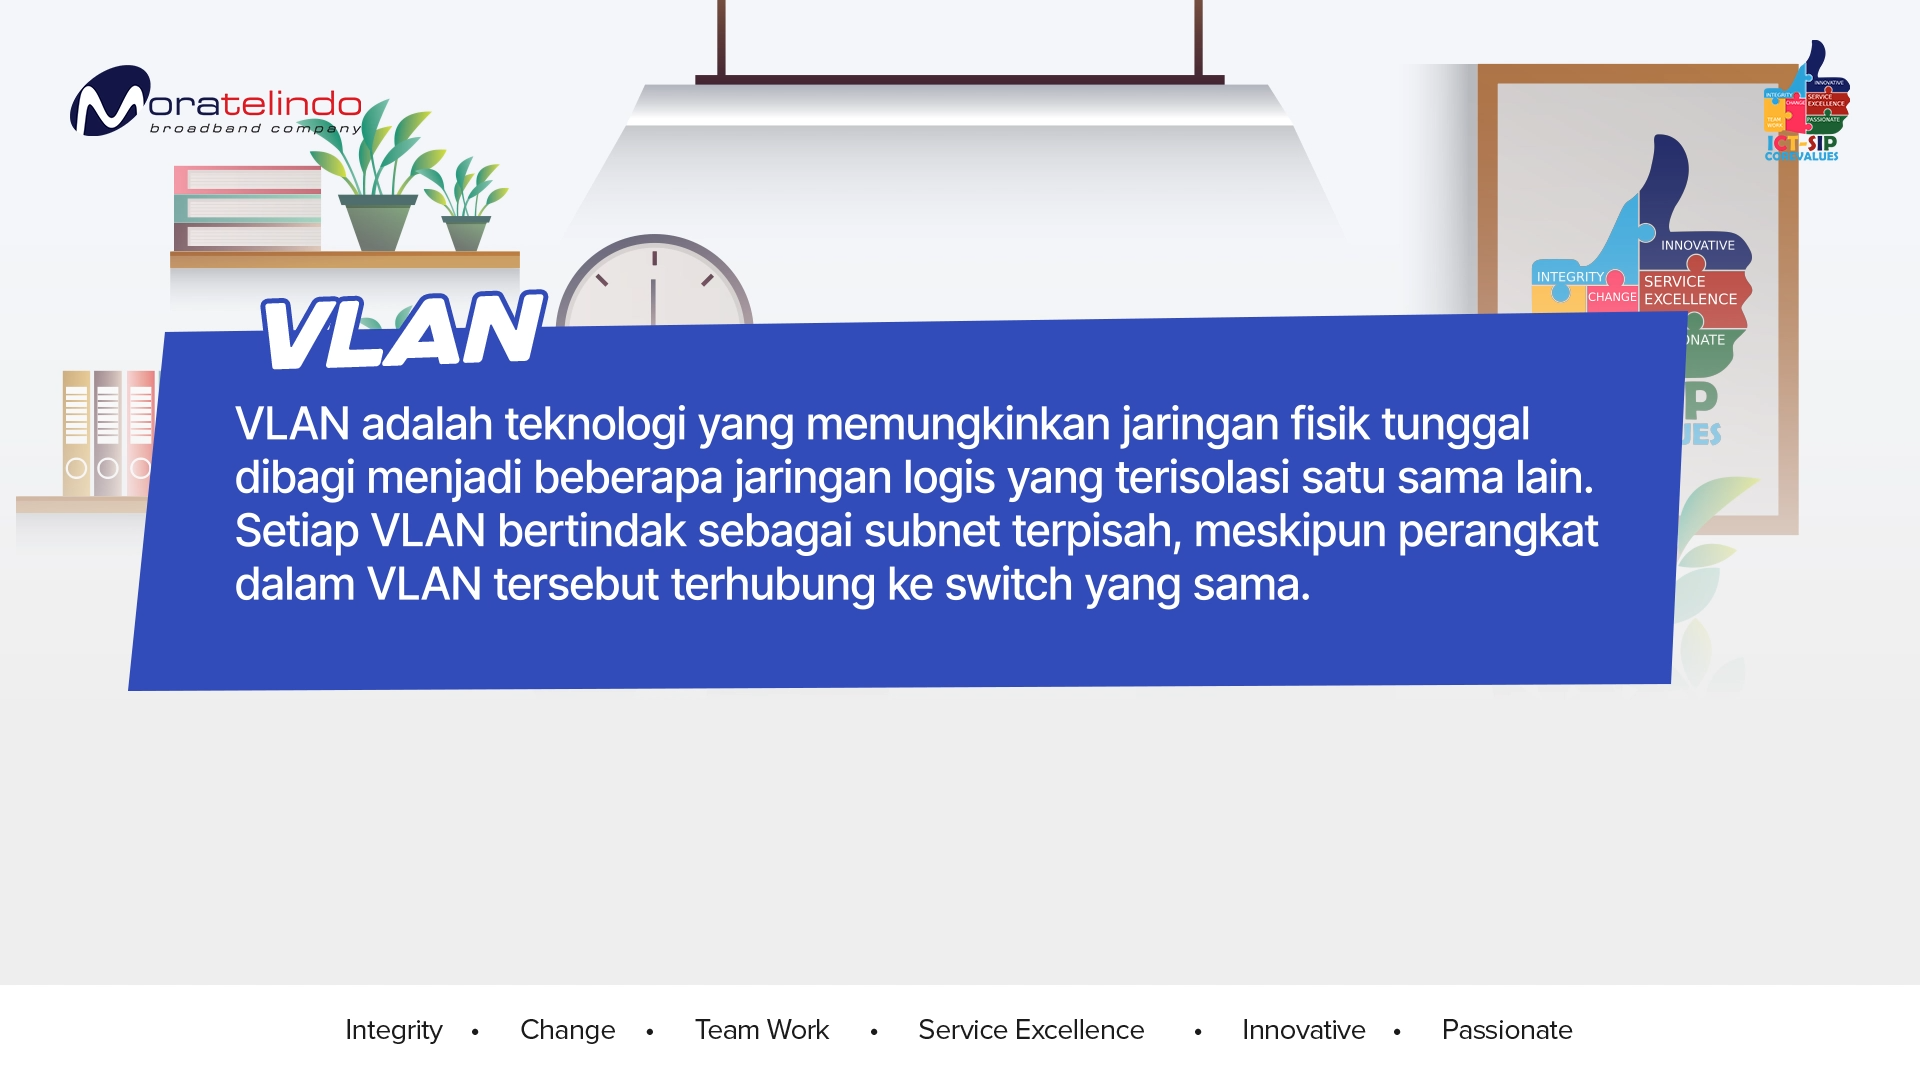 Moratelindo
broadband company
INTEGRITY
INNOVATIVE
CHANGE
SERVICE
EXCELLENCE
TEAM
WORK
PASSIONATE
ICT-SIP
CORE VALUES
INNOVATIVE
INTEGRITY
SERVICE
CHANGE
EXCELLENCE
VLAN
VLAN adalah teknologi yang memungkinkan jaringan fisik tunggal
dibagi menjadi beberapa jaringan logis yang terisolasi satu sama lain.
Setiap VLAN bertindak sebagai subnet terpisah, meskipun perangkat
dalam VLAN tersebut terhubung ke switch yang sama.
Integrity • Change • Team Work • Service Excellence • Innovative • Passionate